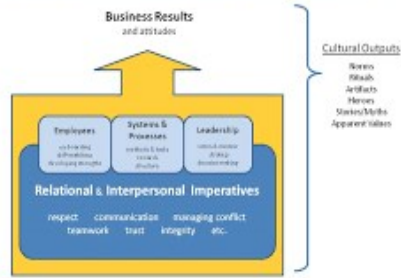 Business Results
and attitudes
Cultural Outputs
Norms
Rituals
Artifacts
Heroes
Stories/Myths
Apparent Values
Employees
Systems &
Processes
Leadership
Relational & Interpersonal Imperatives
respect communication managing conflict
teamwork trust integrity etc.